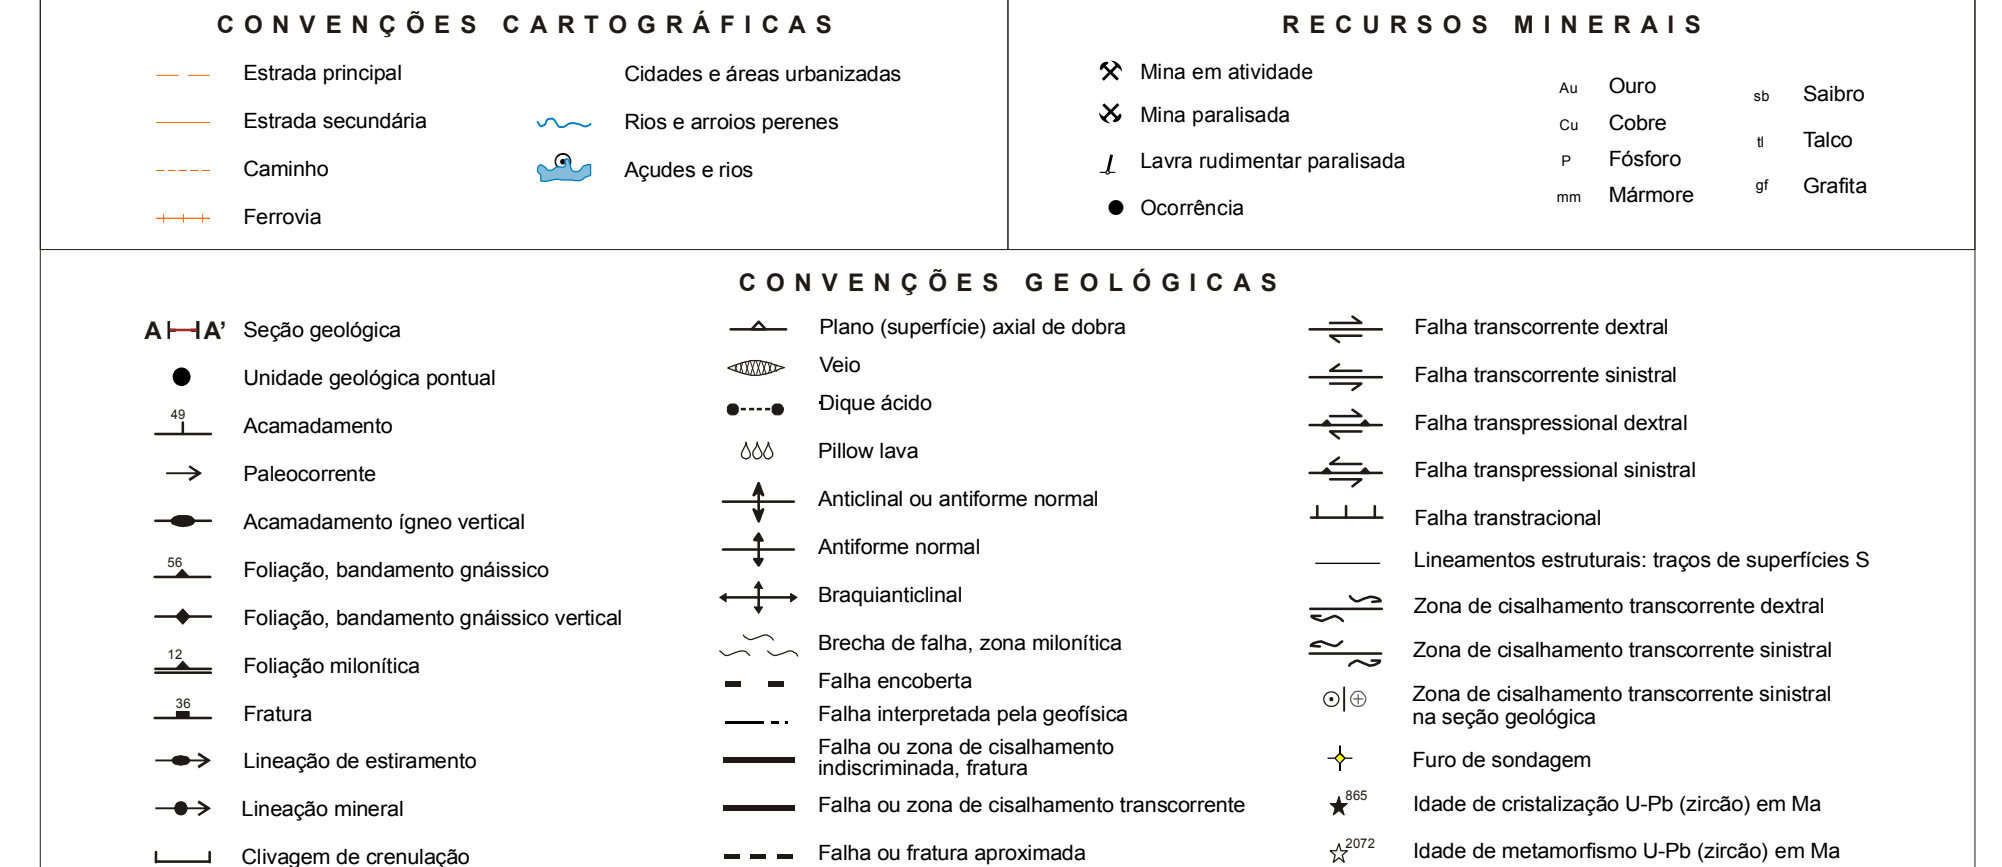 CONVENÇÕES CARTOGRÁFICAS
Estrada principal
Estrada secundária
Caminho
Ferrovia
Cidades e áreas urbanizadas
Rios e arroios perenes
Açudes e rios
RECURSOS MINERAIS
Mina em atividade
Mina paralisada
Lavra rudimentar paralisada
Ocorrência
Au Ouro
Cu Cobre
P Fósforo
mm Mármore
sb Saibro
tl Talco
gf Grafita
CONVENÇÕES GEOLÓGICAS
A A’ Seção geológica
Unidade geológica pontual
49 Acamadamento
Paleocorrente
Acamadamento ígneo vertical
56 Foliação, bandamento gnáissico
Foliação, bandamento gnáissico vertical
12 Foliação milonítica
36 Fratura
Lineação de estiramento
Lineação mineral
Clivagem de crenulação
Plano (superfície) axial de dobra
Veio
Dique ácido
Pillow lava
Anticlinal ou antiforme normal
Antiforme normal
Braquianticlinal
Brecha de falha, zona milonítica
Falha encoberta
Falha interpretada pela geofísica
Falha ou zona de cisalhamento
indiscriminada, fratura
Falha ou zona de cisalhamento transcorrente
Falha ou fratura aproximada
Falha transcorrente dextral
Falha transcorrente sinistral
Falha transpressional dextral
Falha transpressional sinistral
Falha transtracional
Lineamentos estruturais: traços de superfícies S
Zona de cisalhamento transcorrente dextral
Zona de cisalhamento transcorrente sinistral
Zona de cisalhamento transcorrente sinistral
na seção geológica
Furo de sondagem
865 Idade de cristalização U-Pb (zircão) em Ma
2072 Idade de metamorfismo U-Pb (zircão) em Ma